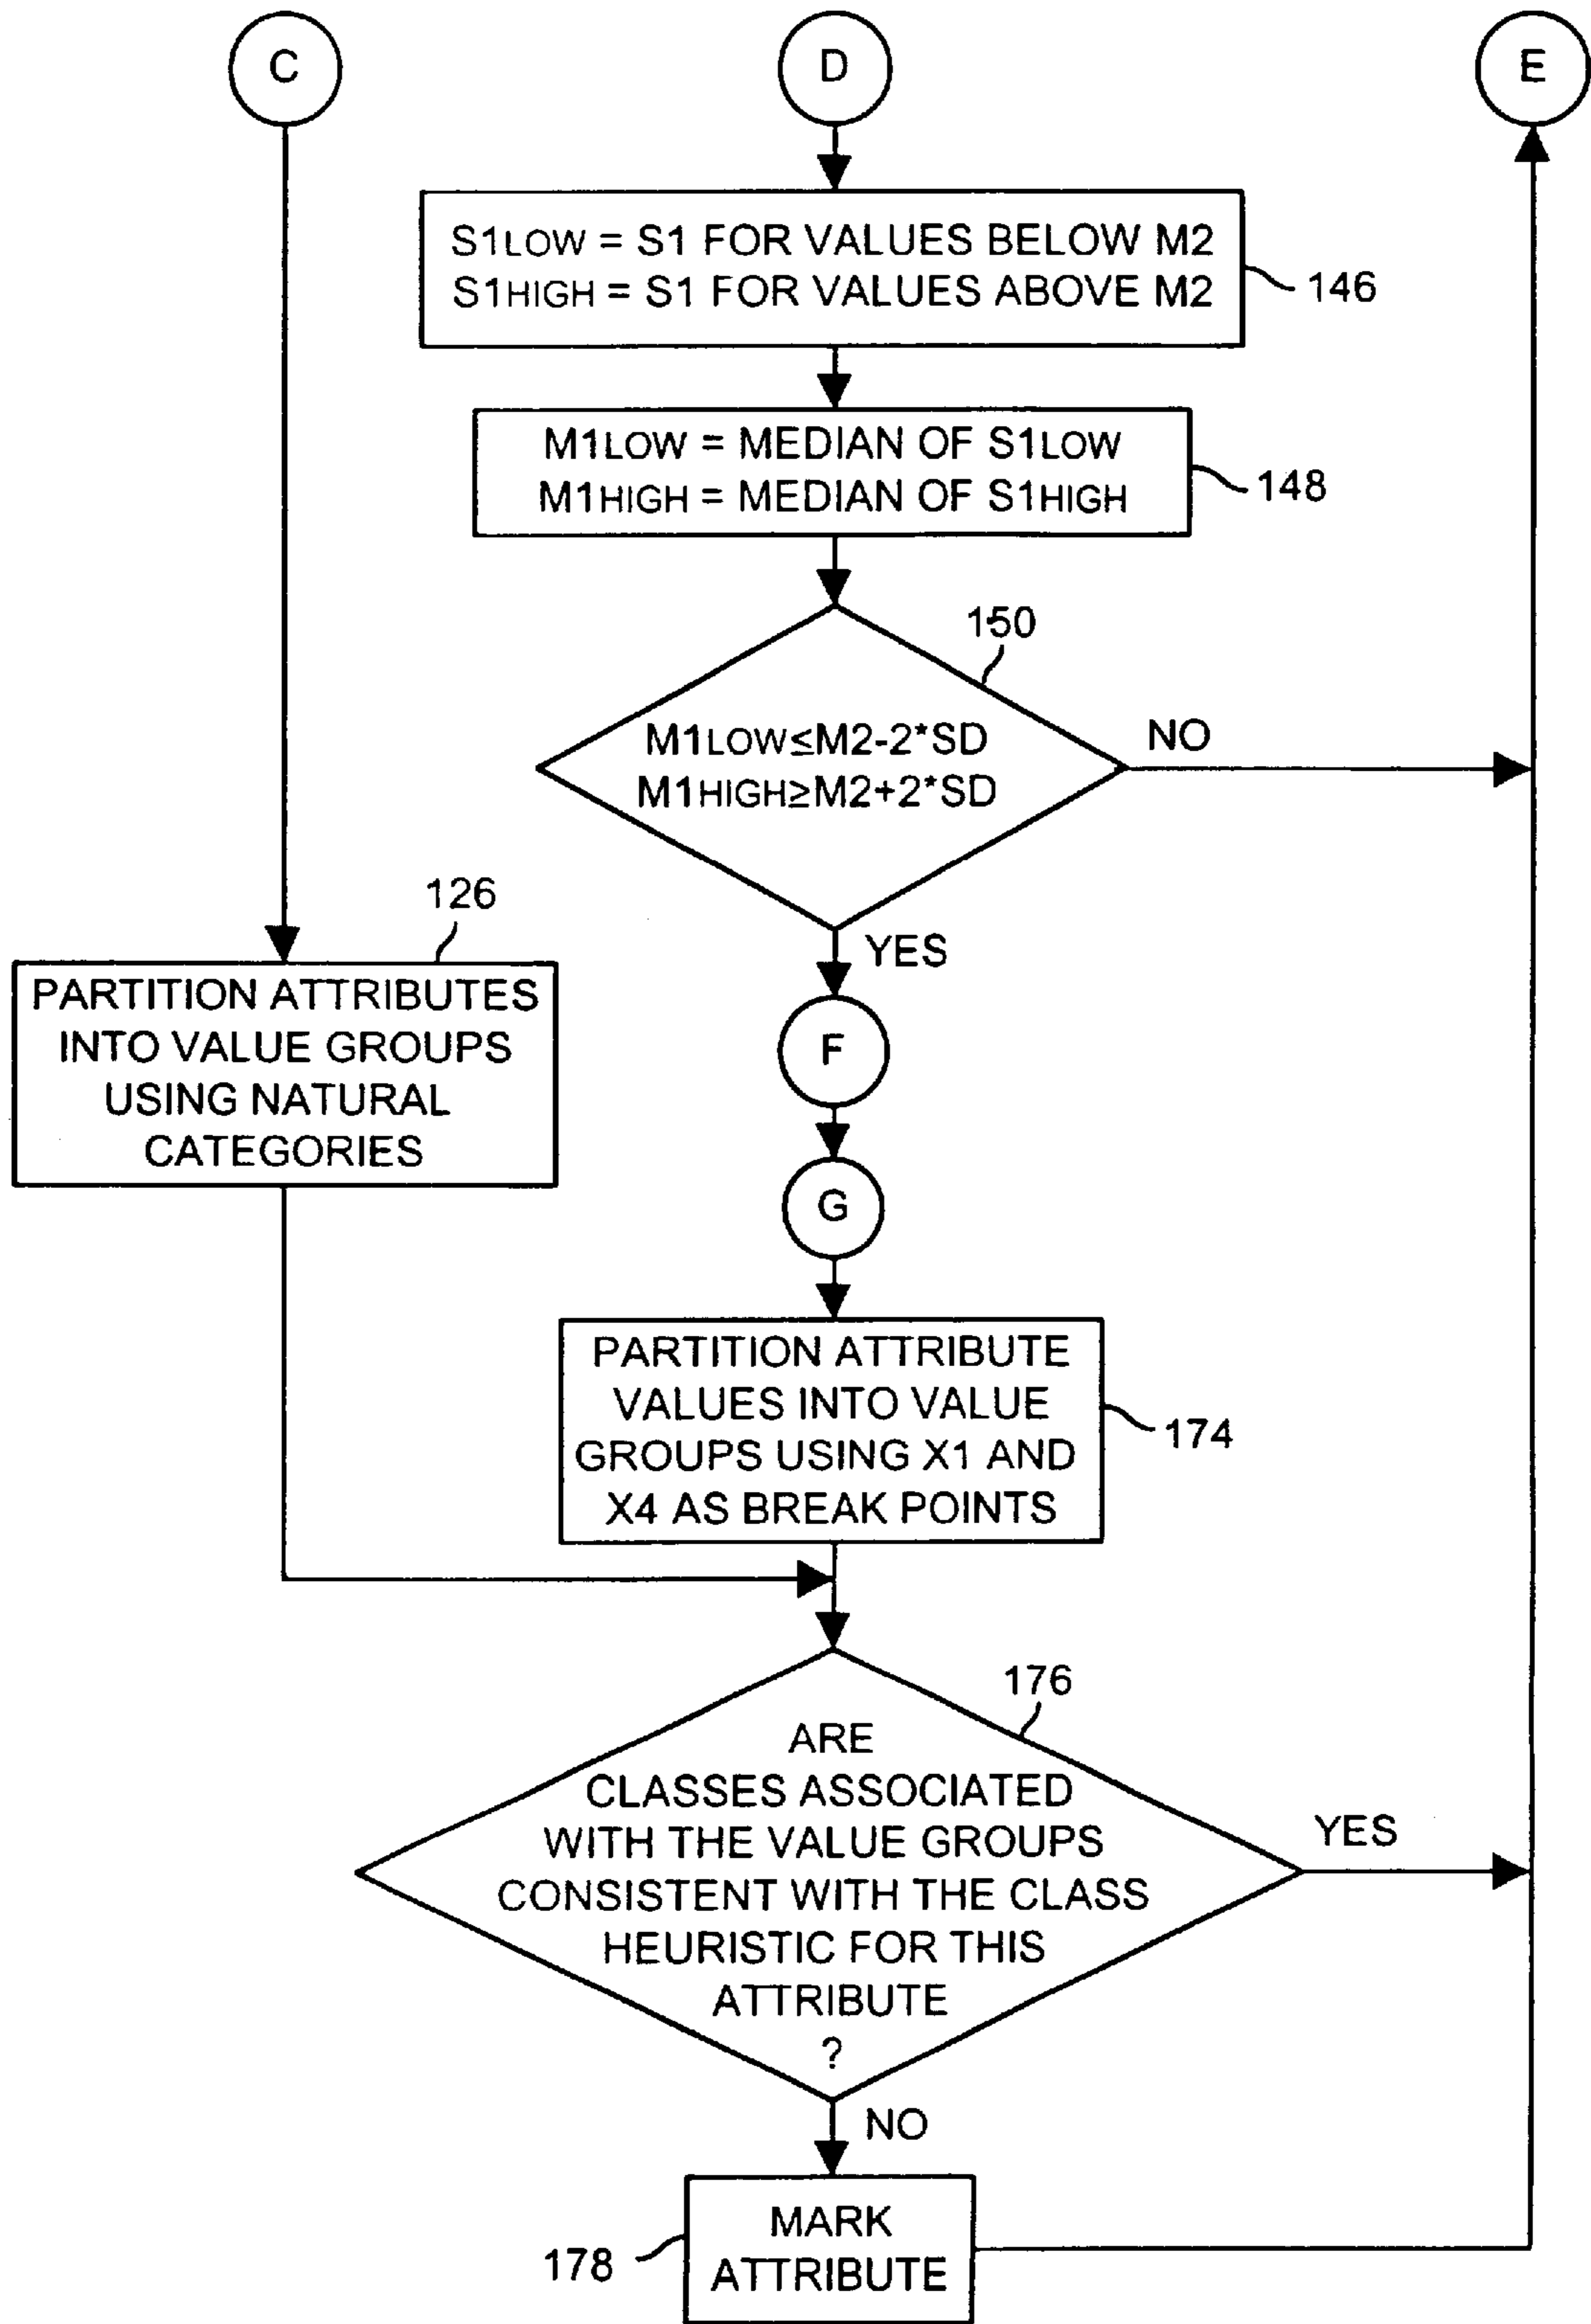 C
D
E
S1LOW = S1 FOR VALUES BELOW M2
S1HIGH = S1 FOR VALUES ABOVE M2
146
M1LOW = MEDIAN OF S1LOW
M1HIGH = MEDIAN OF S1HIGH
148
150
M1LOW≤M2-2*SD
M1HIGH≥M2+2*SD
NO
YES
126
PARTITION ATTRIBUTES
INTO VALUE GROUPS
USING NATURAL
CATEGORIES
F
G
PARTITION ATTRIBUTE
VALUES INTO VALUE
GROUPS USING X1 AND
X4 AS BREAK POINTS
174
176
ARE
CLASSES ASSOCIATED
WITH THE VALUE GROUPS
CONSISTENT WITH THE CLASS
HEURISTIC FOR THIS
ATTRIBUTE
?
YES
NO
MARK
ATTRIBUTE
178